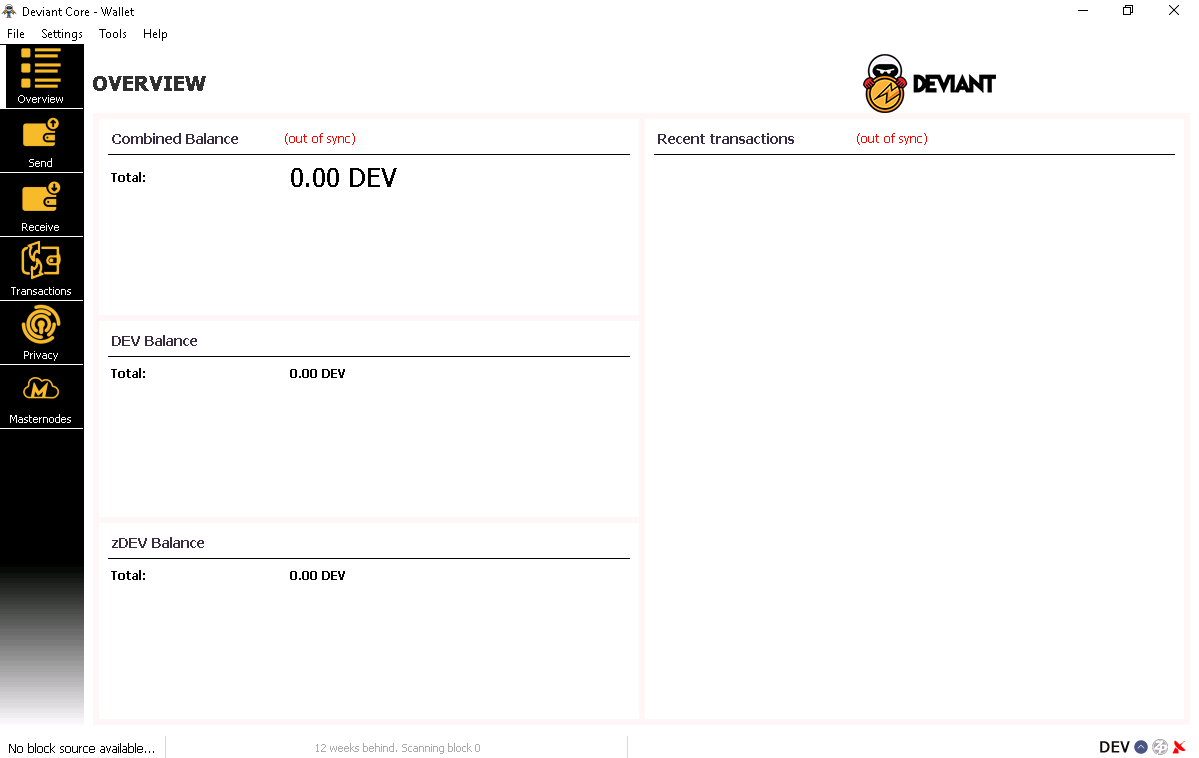 Deviant Core - Wallet
File Settings Tools Help
Overview
Send
Receive
Transactions
Privacy
Masternodes
OVERVIEW
DEVIANT
Combined Balance (out of sync)
Total: 0.00 DEV
DEV Balance
Total: 0.00 DEV
zDEV Balance
Total: 0.00 DEV
Recent transactions (out of sync)
No block source available...
12 weeks behind. Scanning block 0
DEV